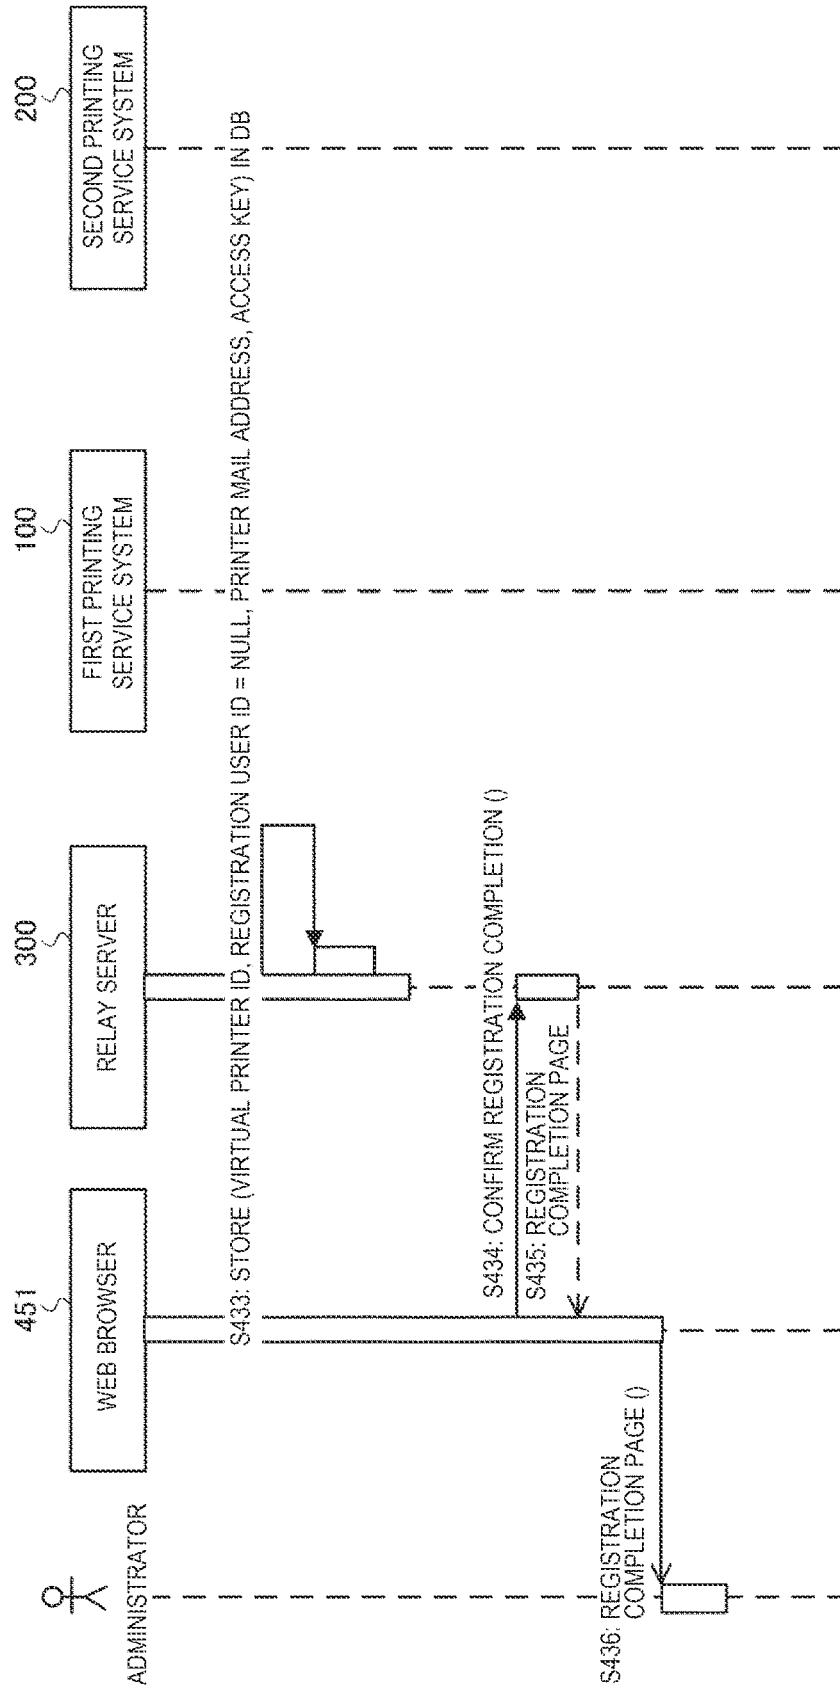 ADMINISTRATOR
451
WEB BROWSER
300
RELAY SERVER
100
FIRST PRINTING
SERVICE SYSTEM
200
SECOND PRINTING
SERVICE SYSTEM
S433: STORE (VIRTUAL PRINTER ID, REGISTRATION USER ID = NULL, PRINTER MAIL ADDRESS, ACCESS KEY) IN DB
S434: CONFIRM REGISTRATION COMPLETION ()
S435: REGISTRATION
COMPLETION PAGE
S436: REGISTRATION
COMPLETION PAGE ()